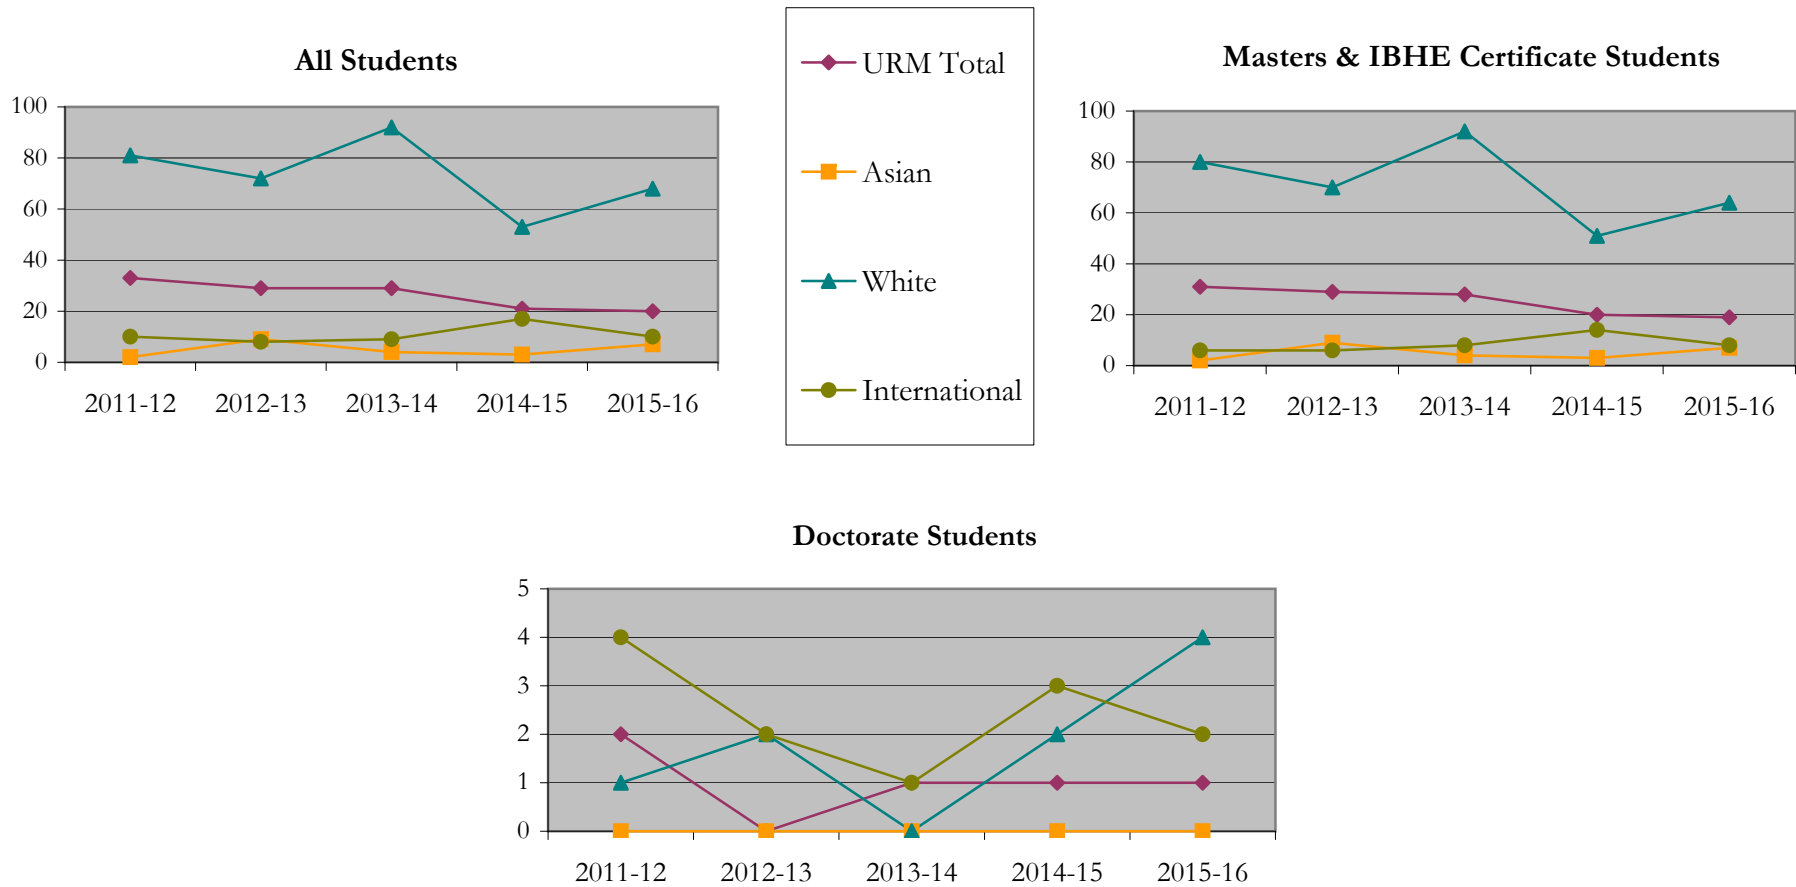 All Students
100
80
60
40
20
0
2011-12 2012-13 2013-14 2014-15 2015-16
URM Total
Asian
White
International
Masters & IBHE Certificate Students
100
80
60
40
20
0
2011-12 2012-13 2013-14 2014-15 2015-16
Doctorate Students
5
4
3
2
1
0
2011-12 2012-13 2013-14 2014-15 2015-16